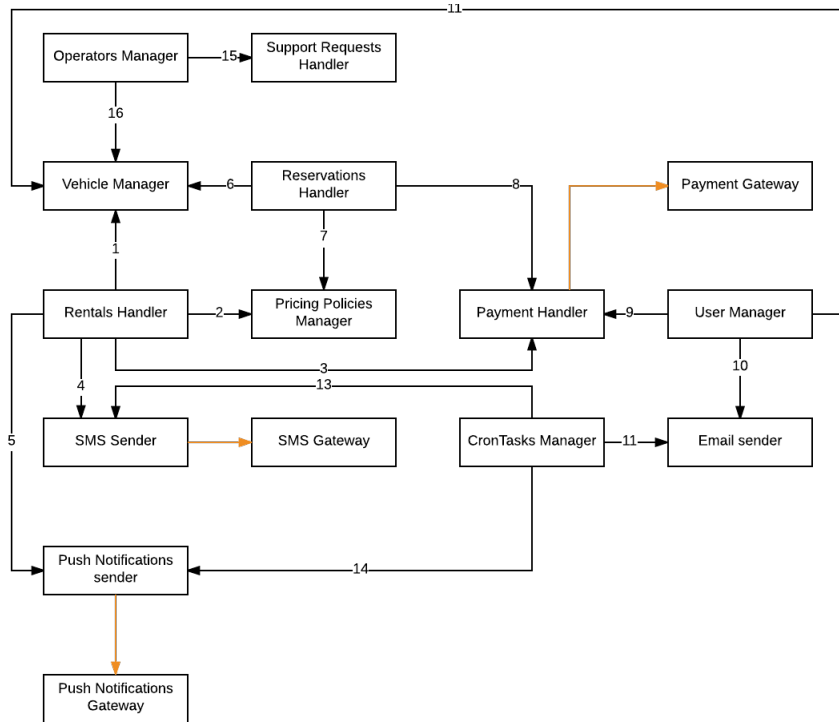 11
Operators Manager
15
Support Requests
Handler
16
Vehicle Manager
6
Reservations
Handler
8
Payment Gateway
7
1
Rentals Handler
2
Pricing Policies
Manager
Payment Handler
9
User Manager
3
4
13
10
5
SMS Sender
SMS Gateway
CronTasks Manager
11
Email sender
Push Notifications
sender
14
Push Notifications
Gateway